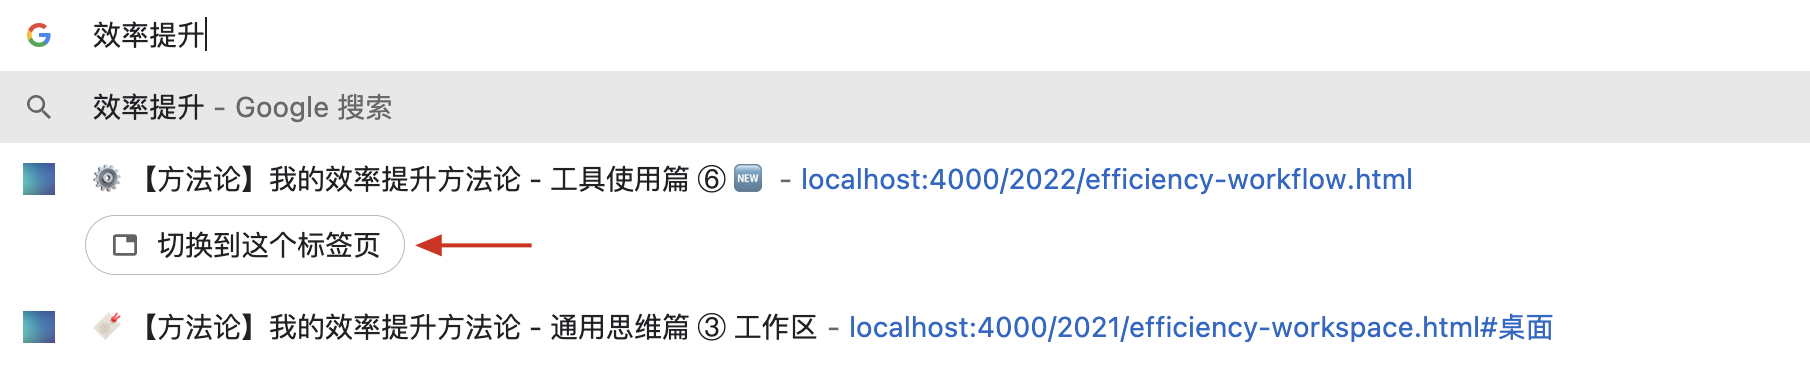 效率提升
效率提升 - Google 搜索
⚙️ 【方法论】我的效率提升方法论 - 工具使用篇 ⑥ 🆕 - localhost:4000/2022/efficiency-workflow.html
切换到这个标签页
【方法论】我的效率提升方法论 - 通用思维篇 ③ 工作区 - localhost:4000/2021/efficiency-workspace.html#桌面